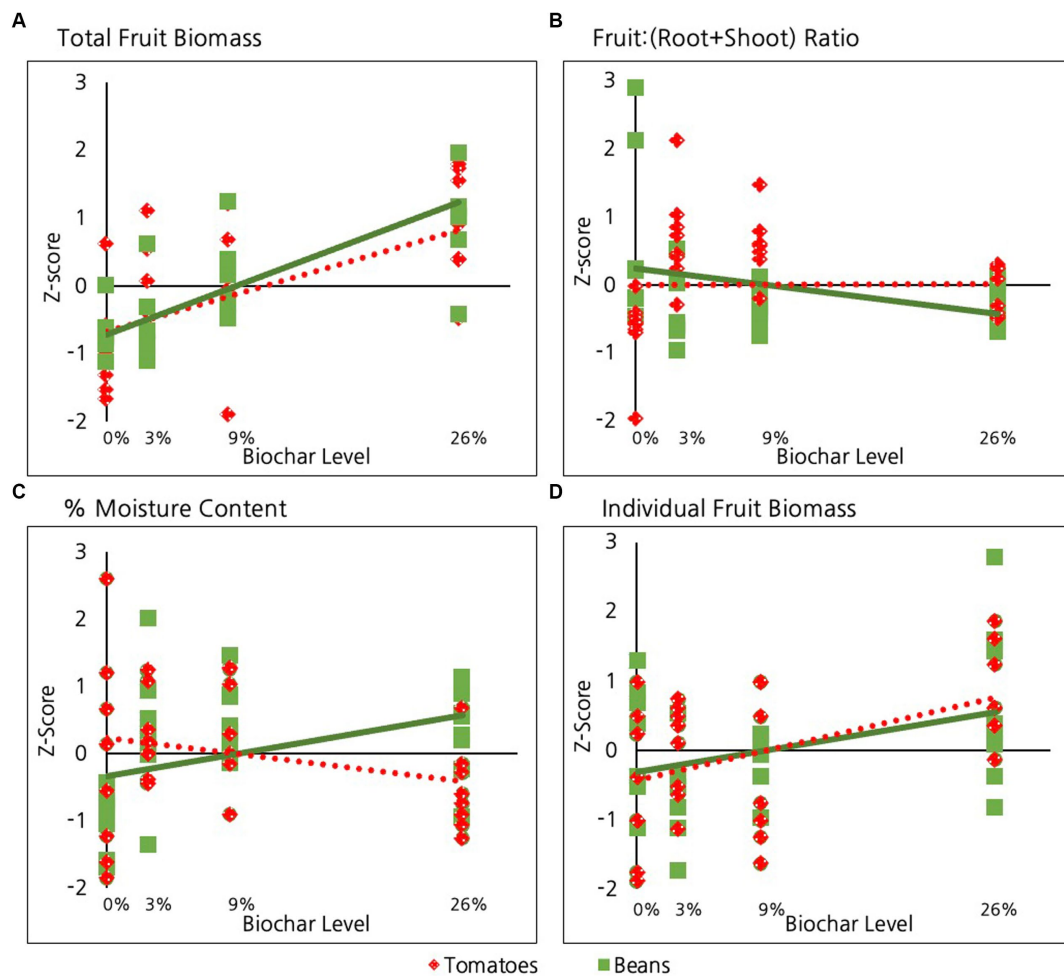 A
Total Fruit Biomass
3
2
1
0
-1
-2
Z-score
0% 3% 9% 26%
Biochar Level
B
Fruit:(Root+Shoot) Ratio
3
2
1
0
-1
-2
Z-score
0% 3% 9% 26%
Biochar Level
C
% Moisture Content
3
2
1
0
-1
-2
Z-Score
0% 3% 9% 26%
Biochar Level
D
Individual Fruit Biomass
3
2
1
0
-1
-2
Z-Score
0% 3% 9% 26%
Biochar Level
Tomatoes Beans